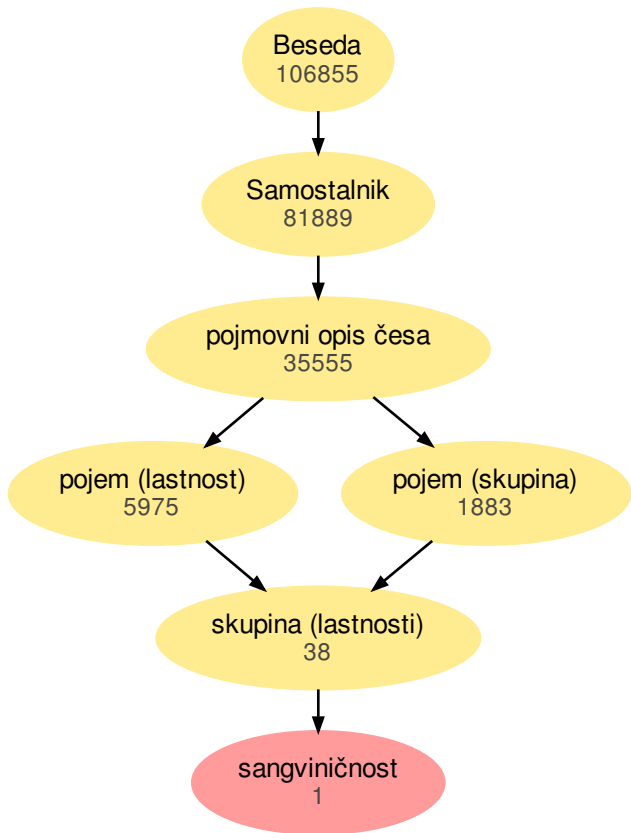 Beseda
106855
Samostalnik
81889
pojmovni opis česa
35555
pojem (lastnost)
5975
pojem (skupina)
1883
skupina (lastnosti)
38
sangviničnost
1